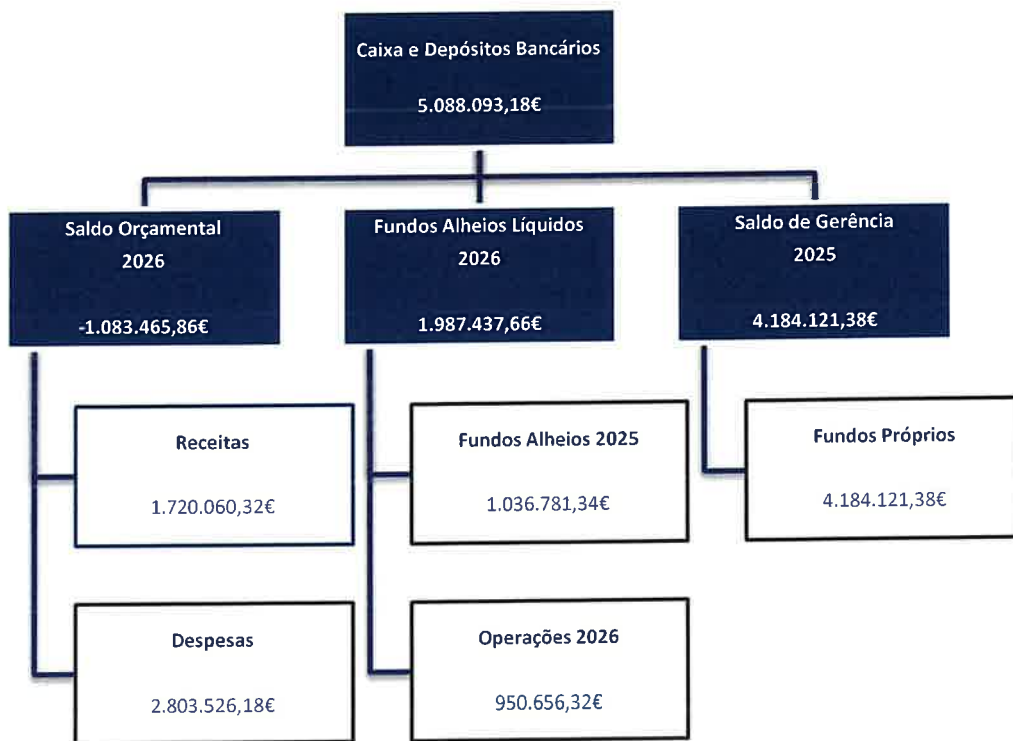 Caixa e Depósitos Bancários
5.088.093,18€
Saldo Orçamental
2026
-1.083.465,86€
Fundos Alheios Líquidos
2026
1.987.437,66€
Saldo de Gerência
2025
4.184.121,38€
Receitas
1.720.060,32€
Fundos Alheios 2025
1.036.781,34€
Fundos Próprios
4.184.121,38€
Despesas
2.803.526,18€
Operações 2026
950.656,32€